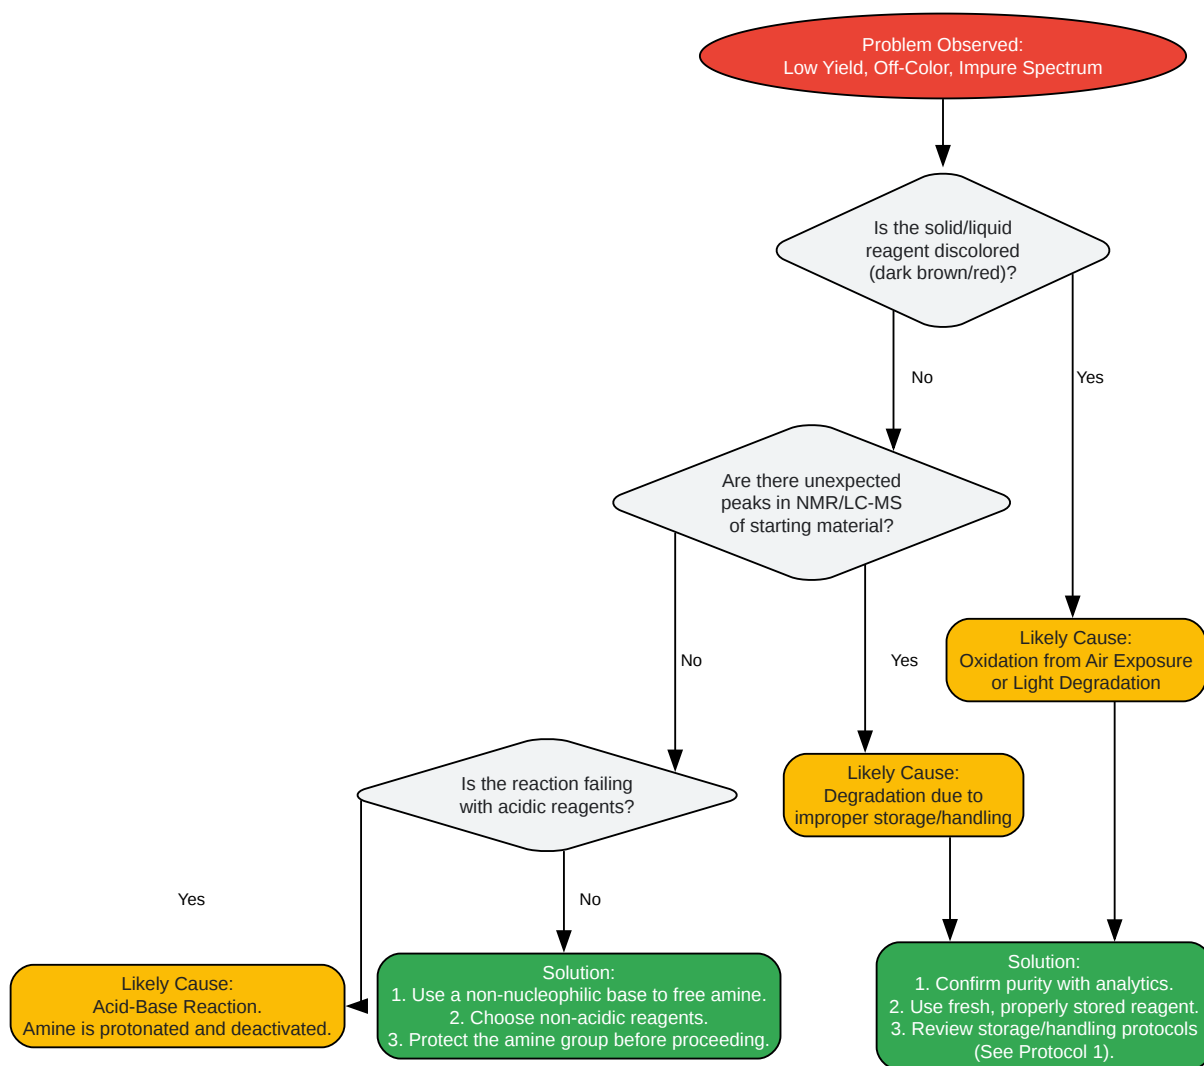 Problem Observed:
Low Yield, Off-Color, Impure Spectrum
Is the solid/liquid
reagent discolored
(dark brown/red)?
No
Yes
Are there unexpected
peaks in NMR/LC-MS
of starting material?
No
Yes
Likely Cause:
Oxidation from Air Exposure
or Light Degradation
Is the reaction failing
with acidic reagents?
Likely Cause:
Degradation due to
improper storage/handling
Yes
No
Likely Cause:
Acid-Base Reaction.
Amine is protonated and deactivated.
Solution:
1. Use a non-nucleophilic base to free amine.
2. Choose non-acidic reagents.
3. Protect the amine group before proceeding.
Solution:
1. Confirm purity with analytics.
2. Use fresh, properly stored reagent.
3. Review storage/handling protocols
(See Protocol 1).